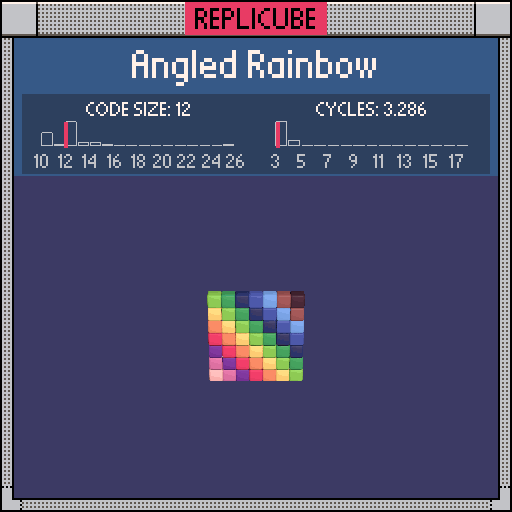 REPLICUBE
Angled Rainbow
CODE SIZE: 12 CYCLES: 3.286
10 12 14 16 18 20 22 24 26 3 5 7 9 11 13 15 17